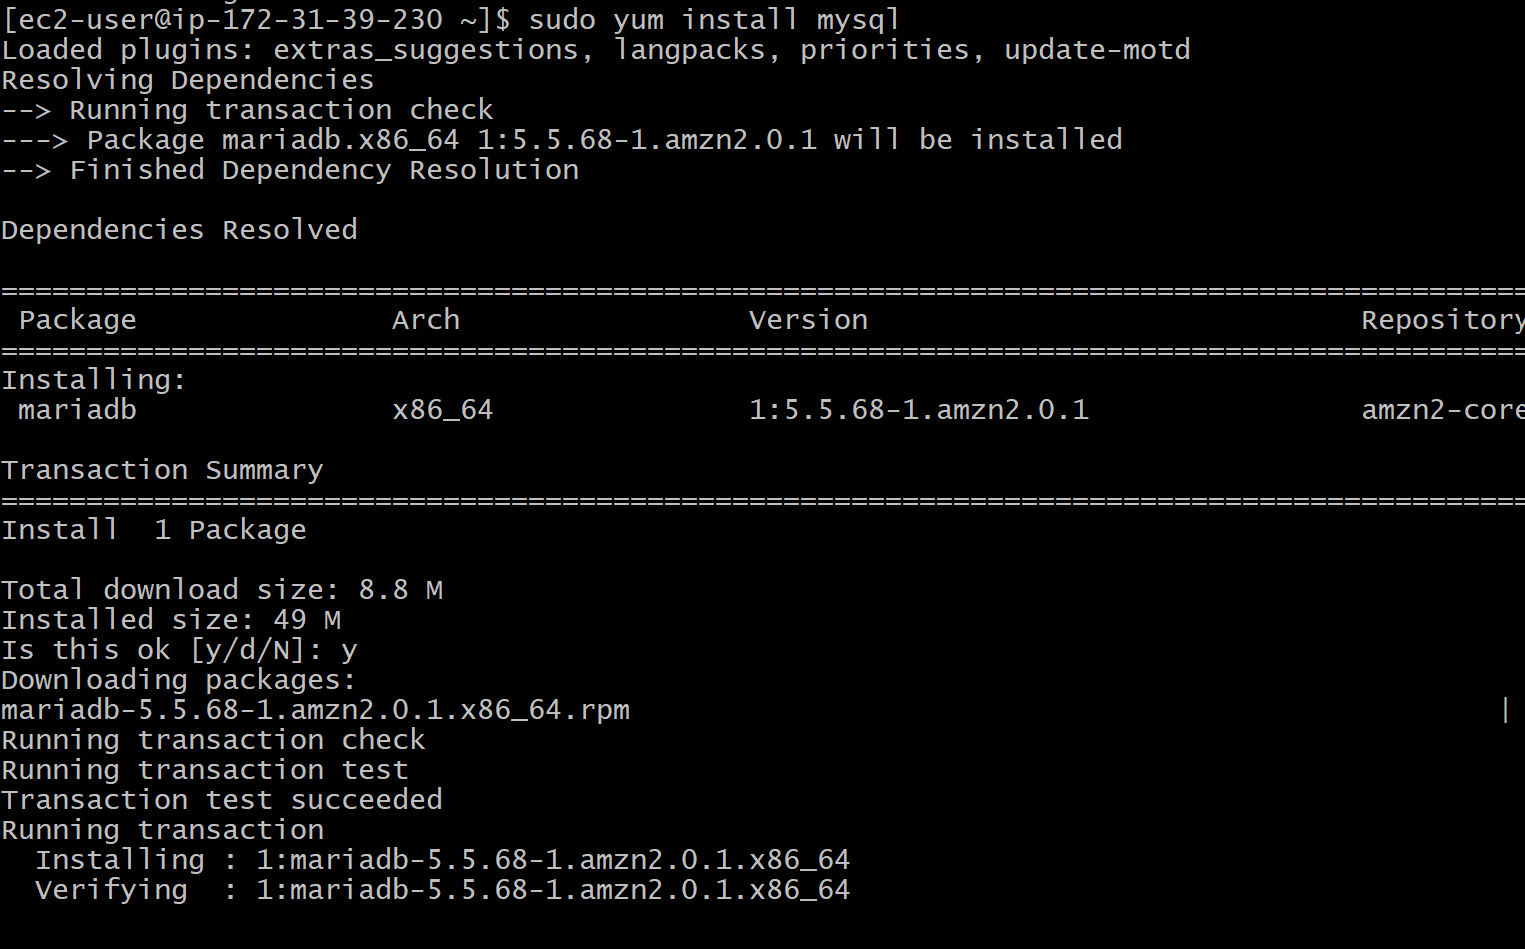 [ec2-user@ip-172-31-39-230 ~]$ sudo yum install mysql
Loaded plugins: extras_suggestions, langpacks, priorities, update-motd
Resolving Dependencies
--> Running transaction check
---> Package mariadb.x86_64 1:5.5.68-1.amzn2.0.1 will be installed
--> Finished Dependency Resolution

Dependencies Resolved

==========================================================================================
 Package               Arch                 Version                             Repository
==========================================================================================
Installing:
 mariadb               x86_64               1:5.5.68-1.amzn2.0.1                amzn2-core

Transaction Summary
==========================================================================================
Install  1 Package

Total download size: 8.8 M
Installed size: 49 M
Is this ok [y/d/N]: y
Downloading packages:
mariadb-5.5.68-1.amzn2.0.1.x86_64.rpm                                                   |
Running transaction check
Running transaction test
Transaction test succeeded
Running transaction
  Installing : 1:mariadb-5.5.68-1.amzn2.0.1.x86_64
  Verifying  : 1:mariadb-5.5.68-1.amzn2.0.1.x86_64